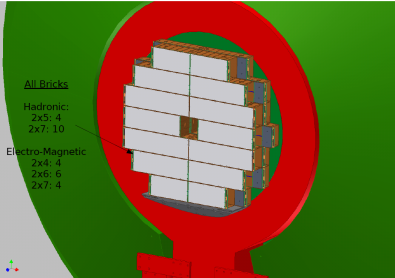 All Bricks
Hadronic:
2x5: 4
2x7: 10
Electro-Magnetic
2x4: 4
2x6: 6
2x7: 4